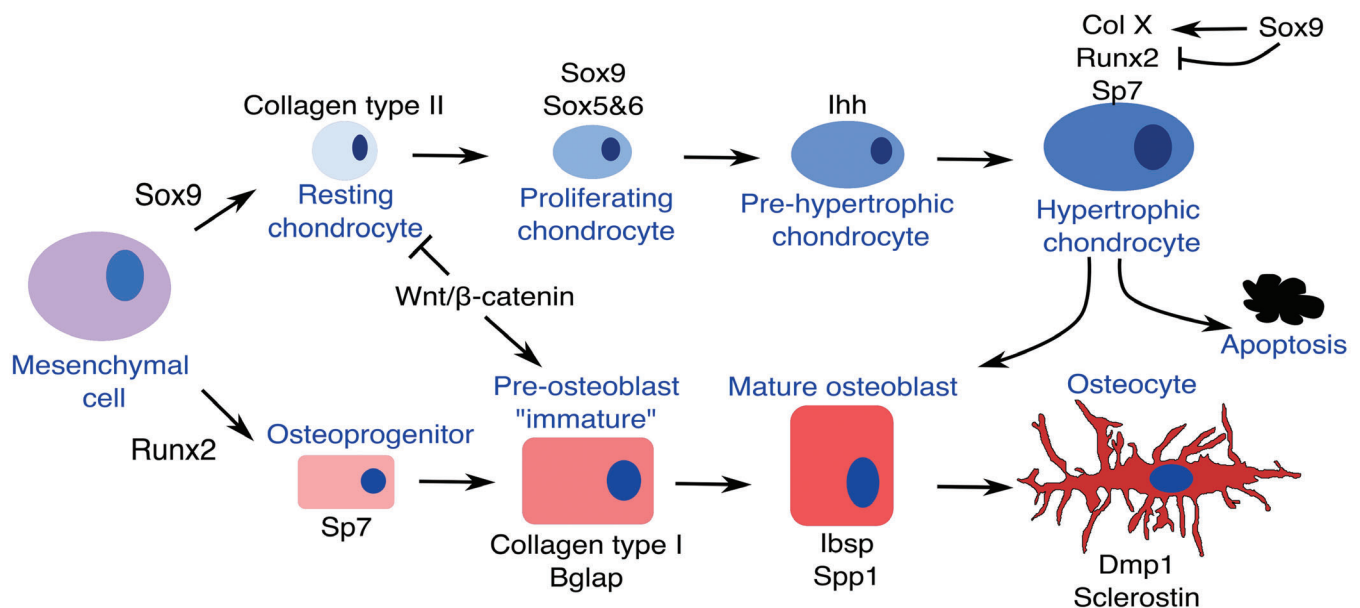 Col X
Sox9
Runx2
Sp7
Sox9
Sox5&6
Collagen type II
Ihh
Resting
chondrocyte
Proliferating
chondrocyte
Pre-hypertrophic
chondrocyte
Hypertrophic
chondrocyte
Sox9
Wnt/β-catenin
Mesenchymal
cell
Apoptosis
Runx2
Osteoprogenitor
Sp7
Pre-osteoblast
"immature"
Collagen type I
Bglap
Mature osteoblast
Ibsp
Spp1
Osteocyte
Dmp1
Sclerostin